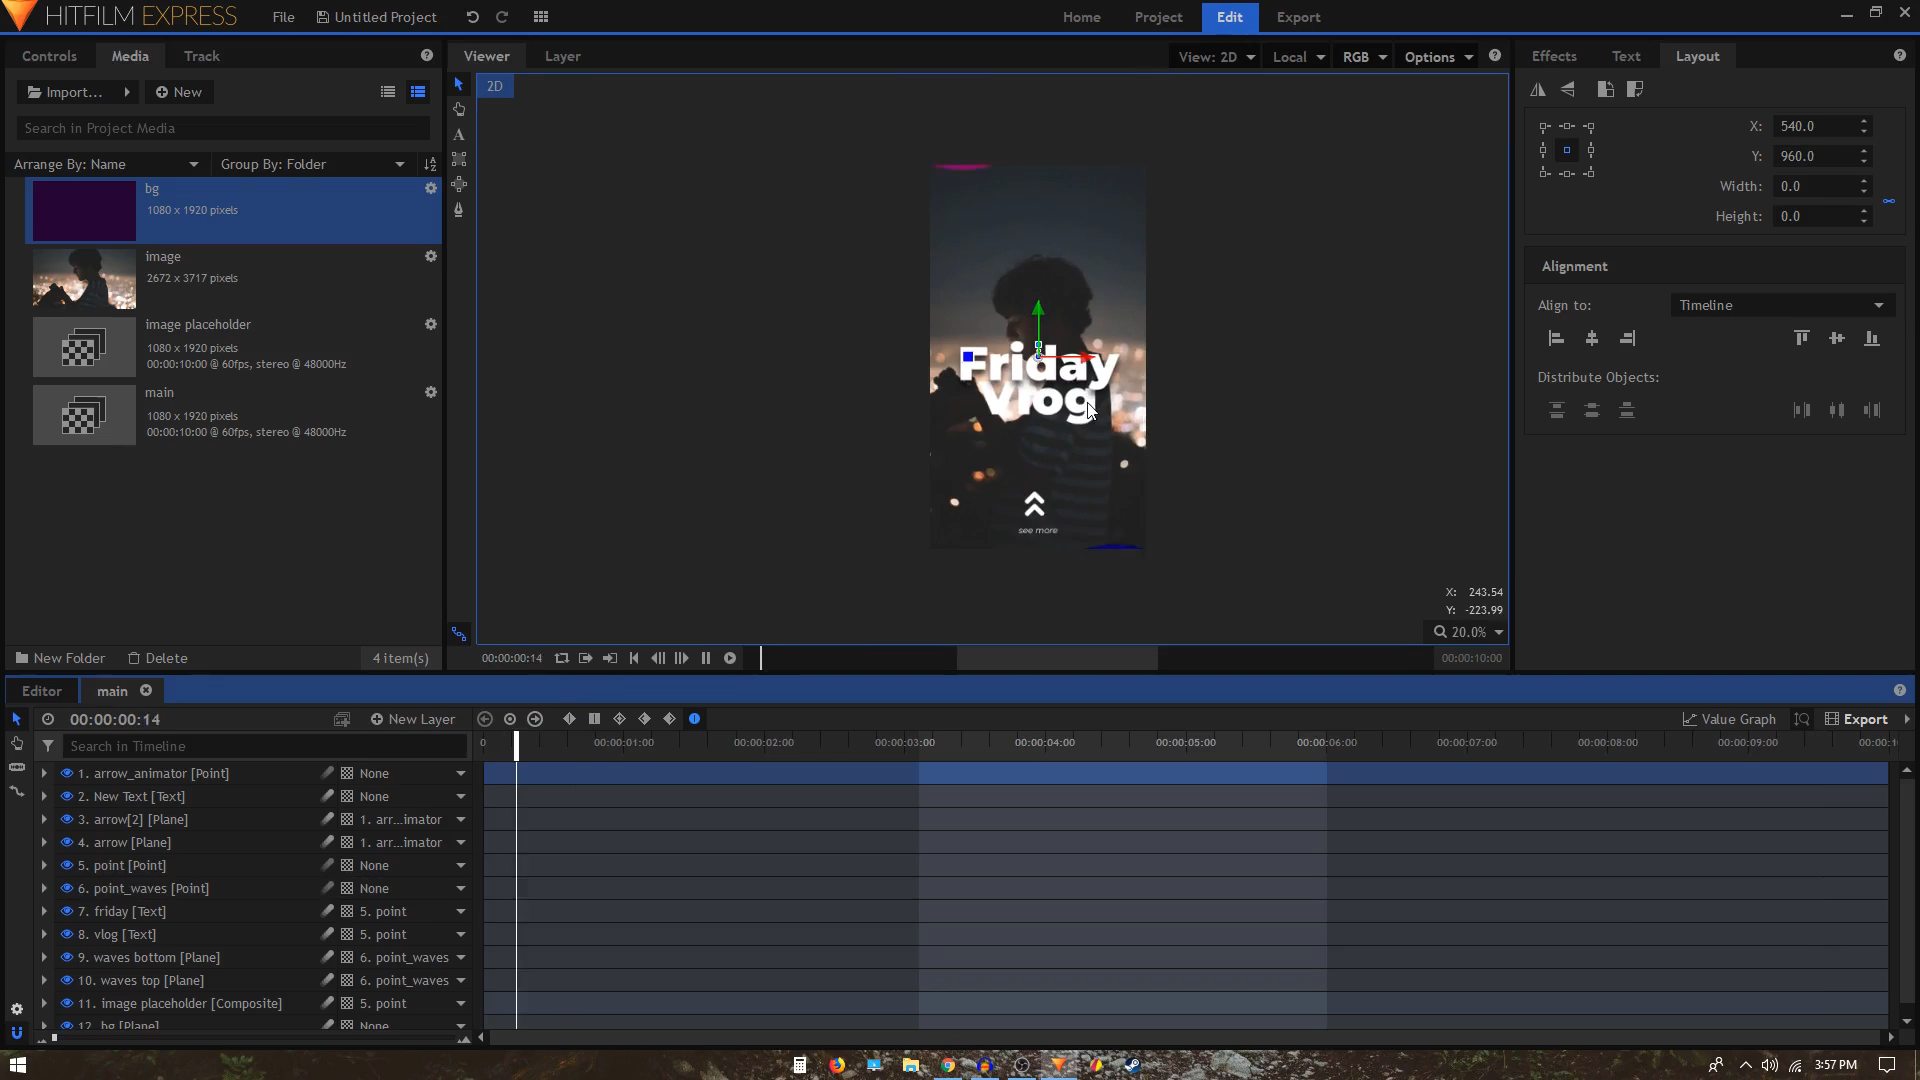 HITFILM EXPRESS
File
Untitled Project
Home
Project
Edit
Export
Controls
Media
Track
Import...
New
Search in Project Media
Arrange By: Name
Group By: Folder
bg
1080 x 1920 pixels
image
2672 x 3717 pixels
image placeholder
1080 x 1920 pixels
00:00:10:00 @ 60fps, stereo @ 48000Hz
main
1080 x 1920 pixels
00:00:10:00 @ 60fps, stereo @ 48000Hz
New Folder
Delete
4 item(s)
Viewer
Layer
View: 2D
Local
RGB
Options
2D
Friday
Vlog
see more
X: 243.54
Y: -223.99
20.0%
00:00:00:14
00:00:10:00
Effects
Text
Layout
X: 540.0
Y: 960.0
Width: 0.0
Height: 0.0
Alignment
Align to: Timeline
Distribute Objects:
Editor
main
00:00:00:14
New Layer
Value Graph
Export
Search in Timeline
0 00:00:01:00 00:00:02:00 00:00:03:00 00:00:04:00 00:00:05:00 00:00:06:00 00:00:07:00 00:00:08:00 00:00:09:00 00:00:1
1. arrow_animator [Point] None
2. New Text [Text] None
3. arrow[2] [Plane] 1. arr...imator
4. arrow [Plane] 1. arr...imator
5. point [Point] None
6. point_waves [Point] None
7. friday [Text] 5. point
8. vlog [Text] 5. point
9. waves bottom [Plane] 6. point_waves
10. waves top [Plane] 6. point_waves
11. image placeholder [Composite] 5. point
12. bg [Plane] None
3:57 PM